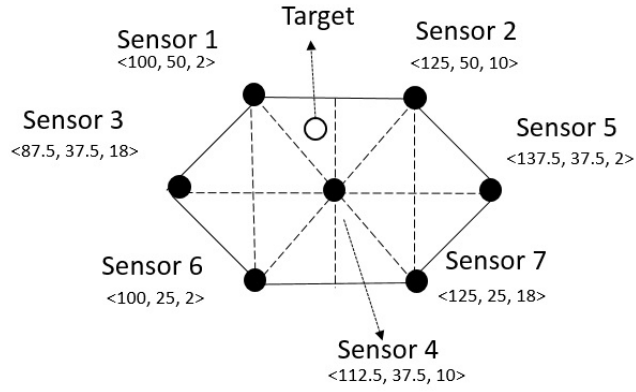 Target
Sensor 1
<100, 50, 2>
Sensor 2
<125, 50, 10>
Sensor 3
<87.5, 37.5, 18>
Sensor 5
<137.5, 37.5, 2>
Sensor 6
<100, 25, 2>
Sensor 7
<125, 25, 18>
Sensor 4
<112.5, 37.5, 10>